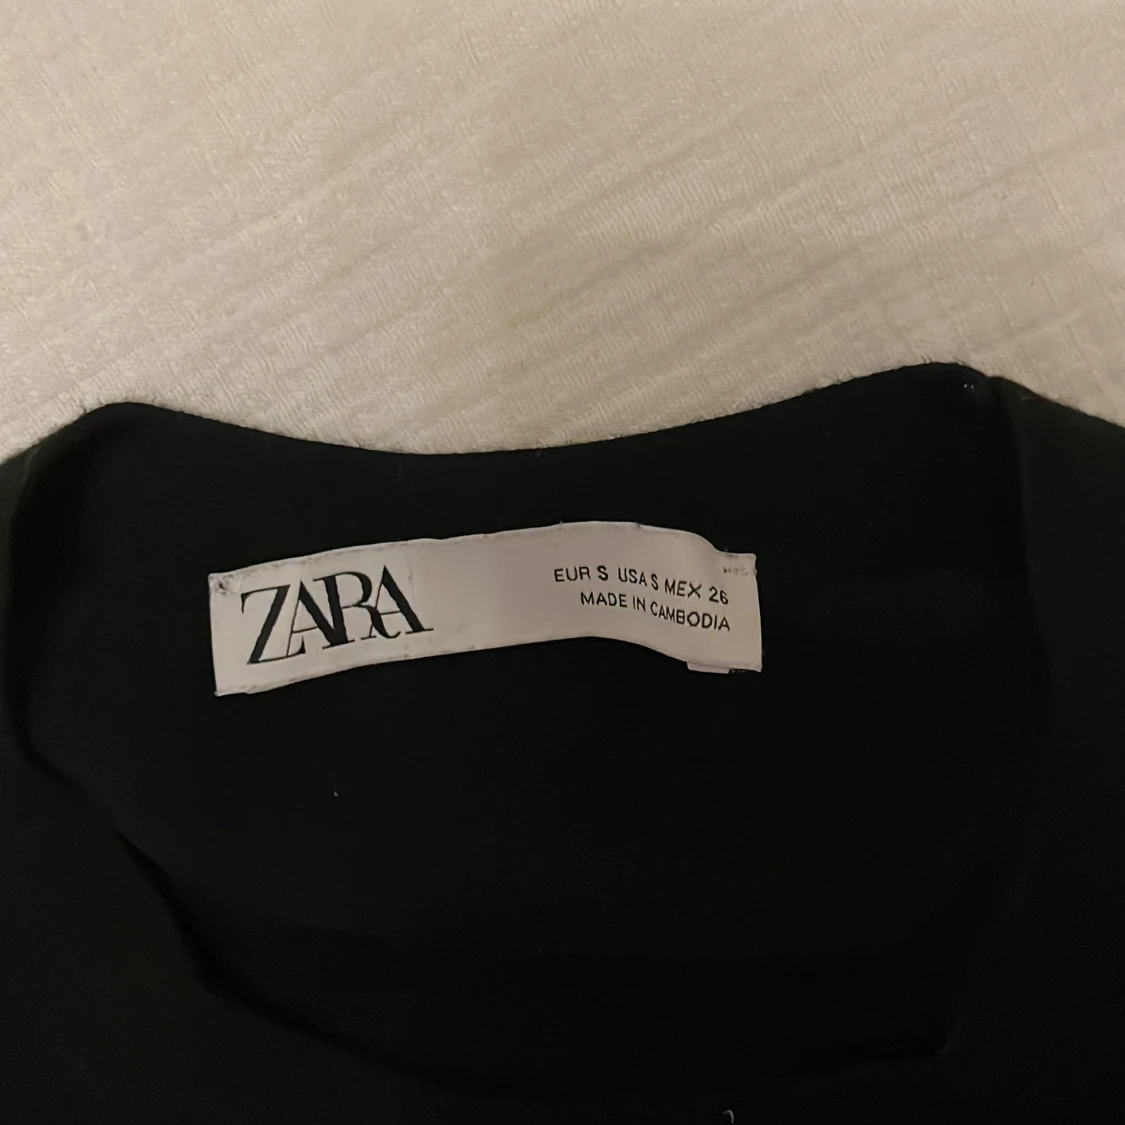 ZARA
EUR S USA S MEX 26
MADE IN CAMBODIA